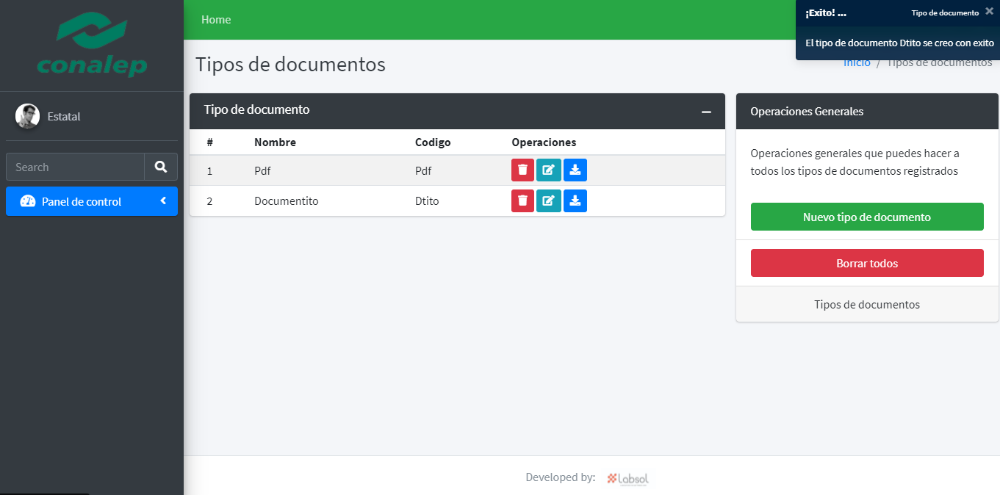 conalep
Estatal
Search
Panel de control
Home
¡Exito! ... Tipo de documento ×
El tipo de documento Dtito se creo con exito
Tipos de documentos
Inicio / Tipos de documentos
Tipo de documento
# Nombre Codigo Operaciones
1 Pdf Pdf
2 Documentito Dtito
Operaciones Generales
Operaciones generales que puedes hacer a
todos los tipos de documentos registrados
Nuevo tipo de documento
Borrar todos
Tipos de documentos
Developed by: Labsol